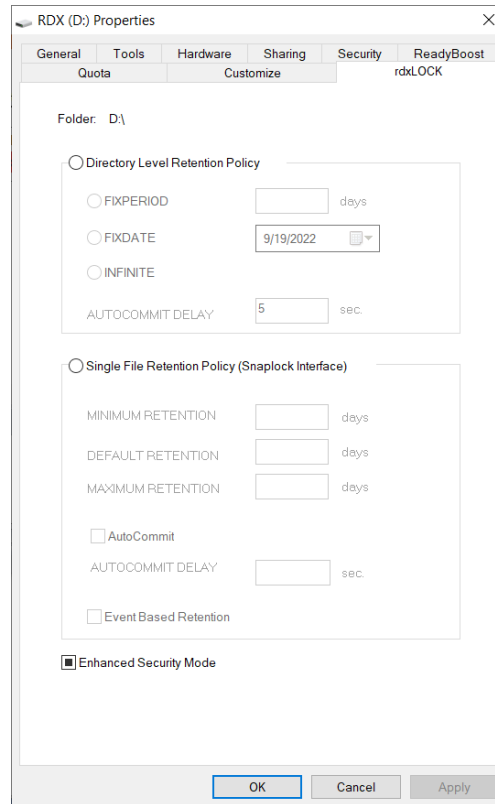 RDX (D:) Properties
General Tools Hardware Sharing Security ReadyBoost
Quota Customize rdxLOCK
Folder: D:\
Directory Level Retention Policy
FIXPERIOD days
FIXDATE 9/19/2022
INFINITE
AUTOCOMMIT DELAY 5 sec.
Single File Retention Policy (Snaplock Interface)
MINIMUM RETENTION days
DEFAULT RETENTION days
MAXIMUM RETENTION days
AutoCommit
AUTOCOMMIT DELAY sec.
Event Based Retention
Enhanced Security Mode
OK Cancel Apply